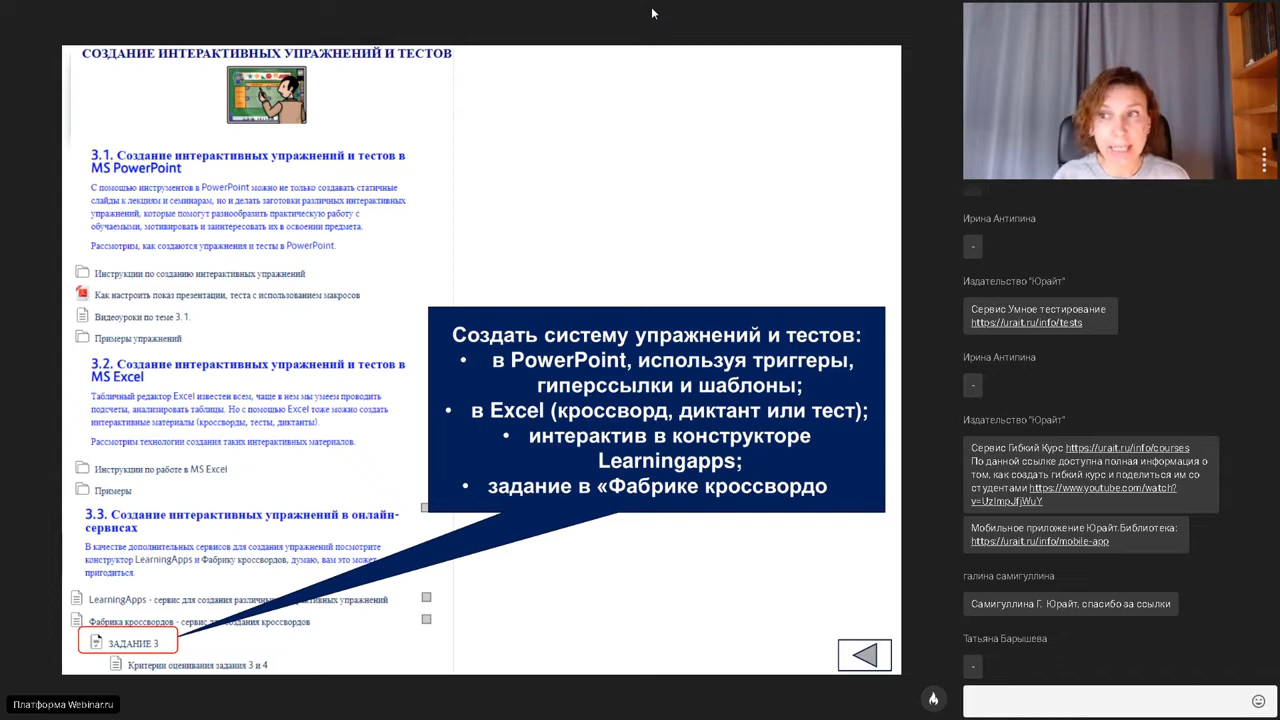 СОЗДАНИЕ ИНТЕРАКТИВНЫХ УПРАЖНЕНИЙ И ТЕСТОВ
3.1. Создание интерактивных упражнений и тестов в
MS PowerPoint
С помощью инструментов в PowerPoint можно не только создавать статичные
слайды к лекциям и семинарам, но и делать заготовки различных интерактивных
упражнений, которые помогут разнообразить практическую работу с
обучаемыми, мотивировать и заинтересовать их в освоении предмета.
Рассмотрим, как создаются упражнения и тесты в PowerPoint.
Инструкции по созданию интерактивных упражнений
Как настроить показ презентации, теста с использованием макросов
Видеоуроки по теме 3.1.
Примеры упражнений
3.2. Создание интерактивных упражнений и тестов в
MS Excel
Табличный редактор Excel известен всем, чаще в нем мы умеем проводить
подсчеты, анализировать таблицы. Но с помощью Excel тоже можно создать
интерактивные материалы (кроссворды, тесты, диктанты).
Рассмотрим технологии создания таких интерактивных материалов.
Инструкции по работе в MS Excel
Примеры
3.3. Создание интерактивных упражнений в онлайн-
сервисах
В качестве дополнительных сервисов для создания упражнений посмотрите
конструктор LearningApps и Фабрику кроссвордов, думаю, вам это может
пригодиться.
LearningApps - сервис для создания различных интерактивных упражнений
Фабрика кроссвордов - сервис для создания кроссвордов
ЗАДАНИЕ 3
Критерии оценивания задания 3 и 4
Создать систему упражнений и тестов:
• в PowerPoint, используя триггеры,
гиперссылки и шаблоны;
• в Excel (кроссворд, диктант или тест);
• интерактив в конструкторе
Learningapps;
• задание в «Фабрике кроссвордо
Платформа Webinar.ru
Ирина Антипина
-
Издательство "Юрайт"
Сервис Умное тестирование
https://urait.ru/info/tests
Ирина Антипина
-
Издательство "Юрайт"
Сервис Гибкий Курс https://urait.ru/info/courses
По данной ссылке доступна полная информация о
том, как создать гибкий курс и поделиться им со
студентами https://www.youtube.com/watch?
v=UzImpJfjWuY
Мобильное приложение Юрайт.Библиотека:
https://urait.ru/info/mobile-app
галина самигуллина
Самигуллина Г. Юрайт, спасибо за ссылки
Татьяна Барышева
-